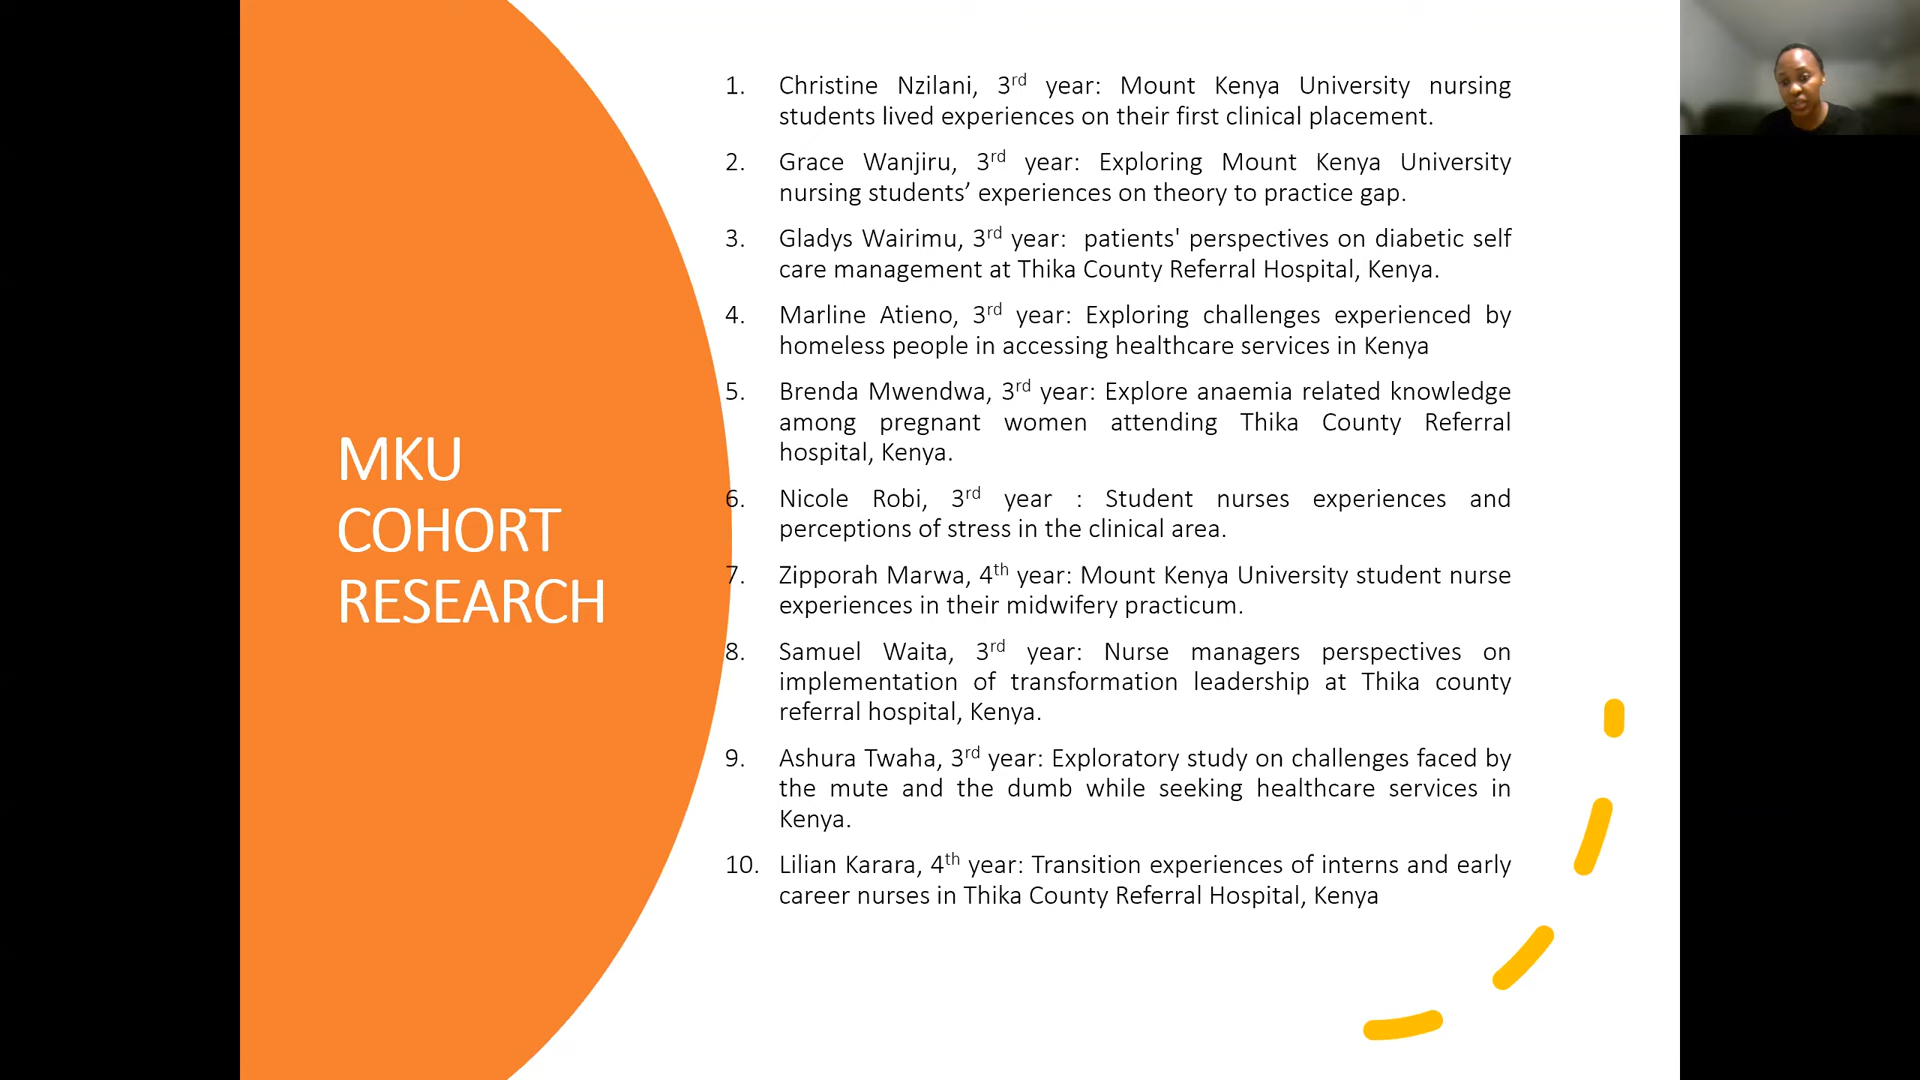 MKU
COHORT
RESEARCH
1. Christine Nzilani, 3rd year: Mount Kenya University nursing
students lived experiences on their first clinical placement.
2. Grace Wanjiru, 3rd year: Exploring Mount Kenya University
nursing students’ experiences on theory to practice gap.
3. Gladys Wairimu, 3rd year: patients' perspectives on diabetic self
care management at Thika County Referral Hospital, Kenya.
4. Marline Atieno, 3rd year: Exploring challenges experienced by
homeless people in accessing healthcare services in Kenya
5. Brenda Mwendwa, 3rd year: Explore anaemia related knowledge
among pregnant women attending Thika County Referral
hospital, Kenya.
6. Nicole Robi, 3rd year : Student nurses experiences and
perceptions of stress in the clinical area.
7. Zipporah Marwa, 4th year: Mount Kenya University student nurse
experiences in their midwifery practicum.
8. Samuel Waita, 3rd year: Nurse managers perspectives on
implementation of transformation leadership at Thika county
referral hospital, Kenya.
9. Ashura Twaha, 3rd year: Exploratory study on challenges faced by
the mute and the dumb while seeking healthcare services in
Kenya.
10. Lilian Karara, 4th year: Transition experiences of interns and early
career nurses in Thika County Referral Hospital, Kenya